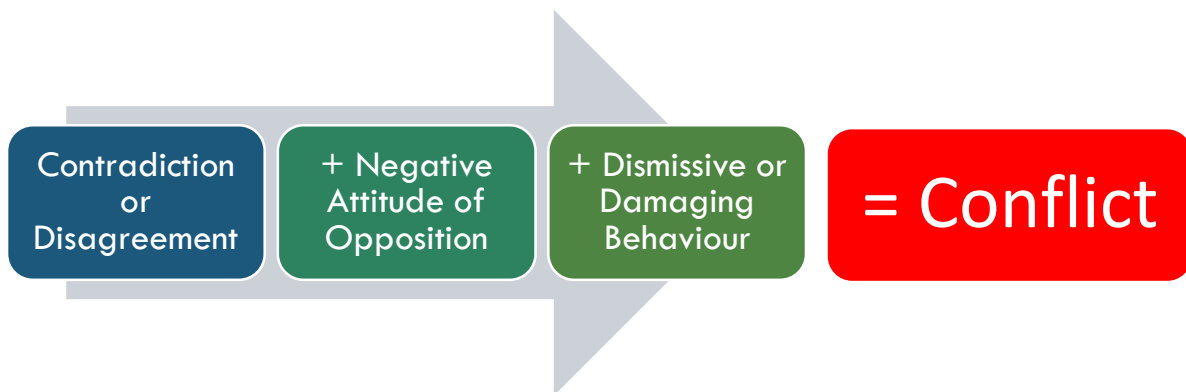 Contradiction
or
Disagreement
+ Negative
Attitude of
Opposition
+ Dismissive or
Damaging
Behaviour
= Conflict